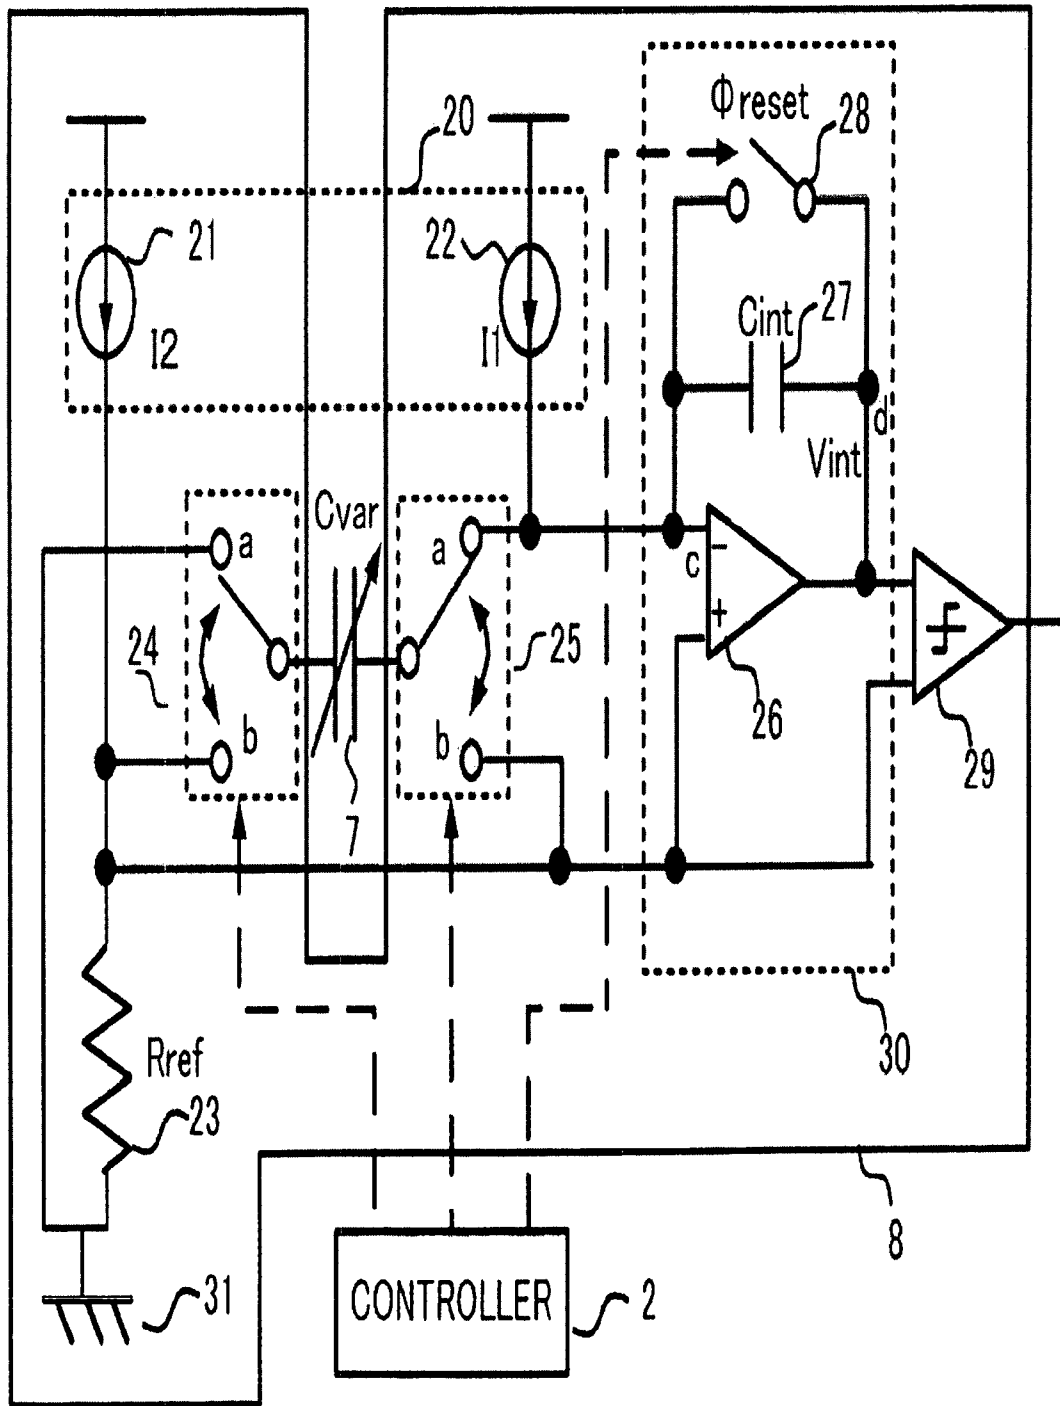 Φreset
28
20
21
22
I2
I1
Cint
27
d
Vint
Cvar
a
a
c
−
+
24
25
b
b
26
29
7
30
Rref
23
8
31
CONTROLLER
2